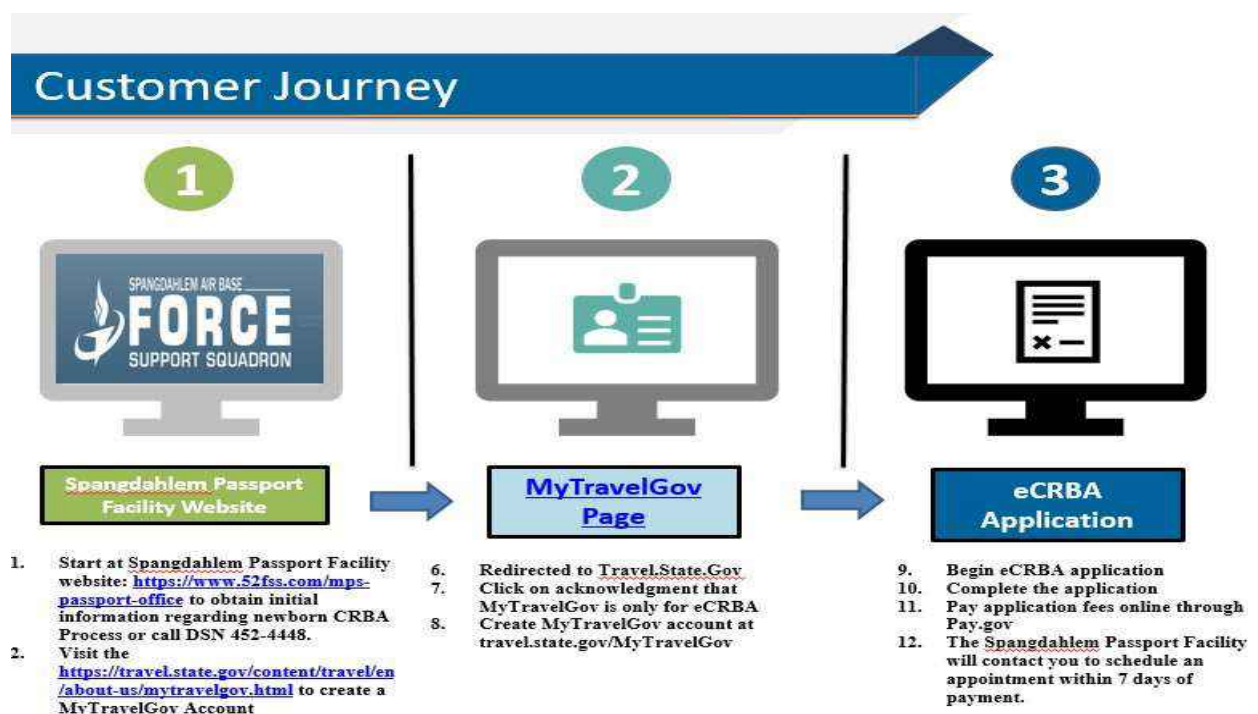 Customer Journey
1
SPANGDAHLEM AIR BASE
FORCE
SUPPORT SQUADRON
Spangdahlem Passport
Facility Website
1. Start at Spangdahlem Passport Facility
website: https://www.52fss.com/mps-
passport-office to obtain initial
information regarding newborn CRBA
Process or call DSN 452-4448.
2. Visit the
https://travel.state.gov/content/travel/en
/about-us/mytravelgov.html to create a
MyTravelGov Account
2
MyTravelGov
Page
6. Redirected to Travel.State.Gov
7. Click on acknowledgment that
MyTravelGov is only for eCRBA
8. Create MyTravelGov account at
travel.state.gov/MyTravelGov
3
eCRBA
Application
9. Begin eCRBA application
10. Complete the application
11. Pay application fees online through
Pay.gov
12. The Spangdahlem Passport Facility
will contact you to schedule an
appointment within 7 days of
payment.